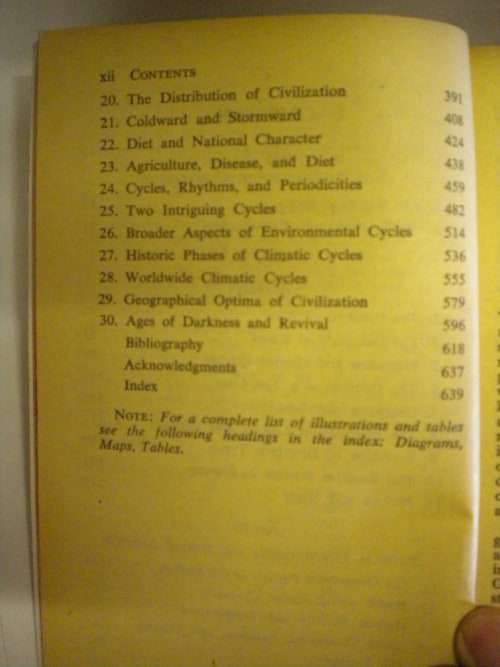 xii CONTENTS
20. The Distribution of Civilization 391
21. Coldward and Stormward 408
22. Diet and National Character 424
23. Agriculture, Disease, and Diet 438
24. Cycles, Rhythms, and Periodicities 459
25. Two Intriguing Cycles 482
26. Broader Aspects of Environmental Cycles 514
27. Historic Phases of Climatic Cycles 536
28. Worldwide Climatic Cycles 555
29. Geographical Optima of Civilization 579
30. Ages of Darkness and Revival 596
Bibliography 618
Acknowledgments 637
Index 639
NOTE: For a complete list of illustrations and tables
see the following headings in the index: Diagrams,
Maps, Tables.